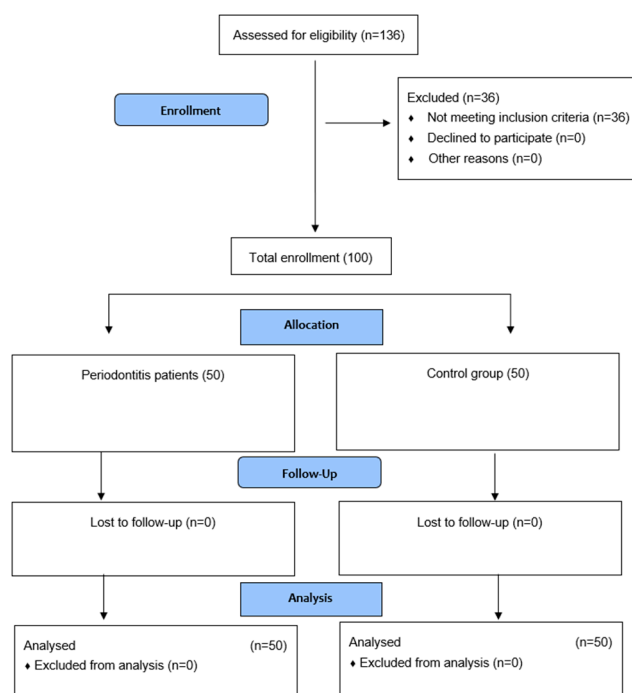 Assessed for eligibility (n=136)
Enrollment
Excluded (n=36)
♦ Not meeting inclusion criteria (n=36)
♦ Declined to participate (n=0)
♦ Other reasons (n=0)
Total enrollment (100)
Allocation
Periodontitis patients (50)
Control group (50)
Follow-Up
Lost to follow-up (n=0)
Lost to follow-up (n=0)
Analysis
Analysed (n=50)
♦ Excluded from analysis (n=0)
Analysed (n=50)
♦ Excluded from analysis (n=0)